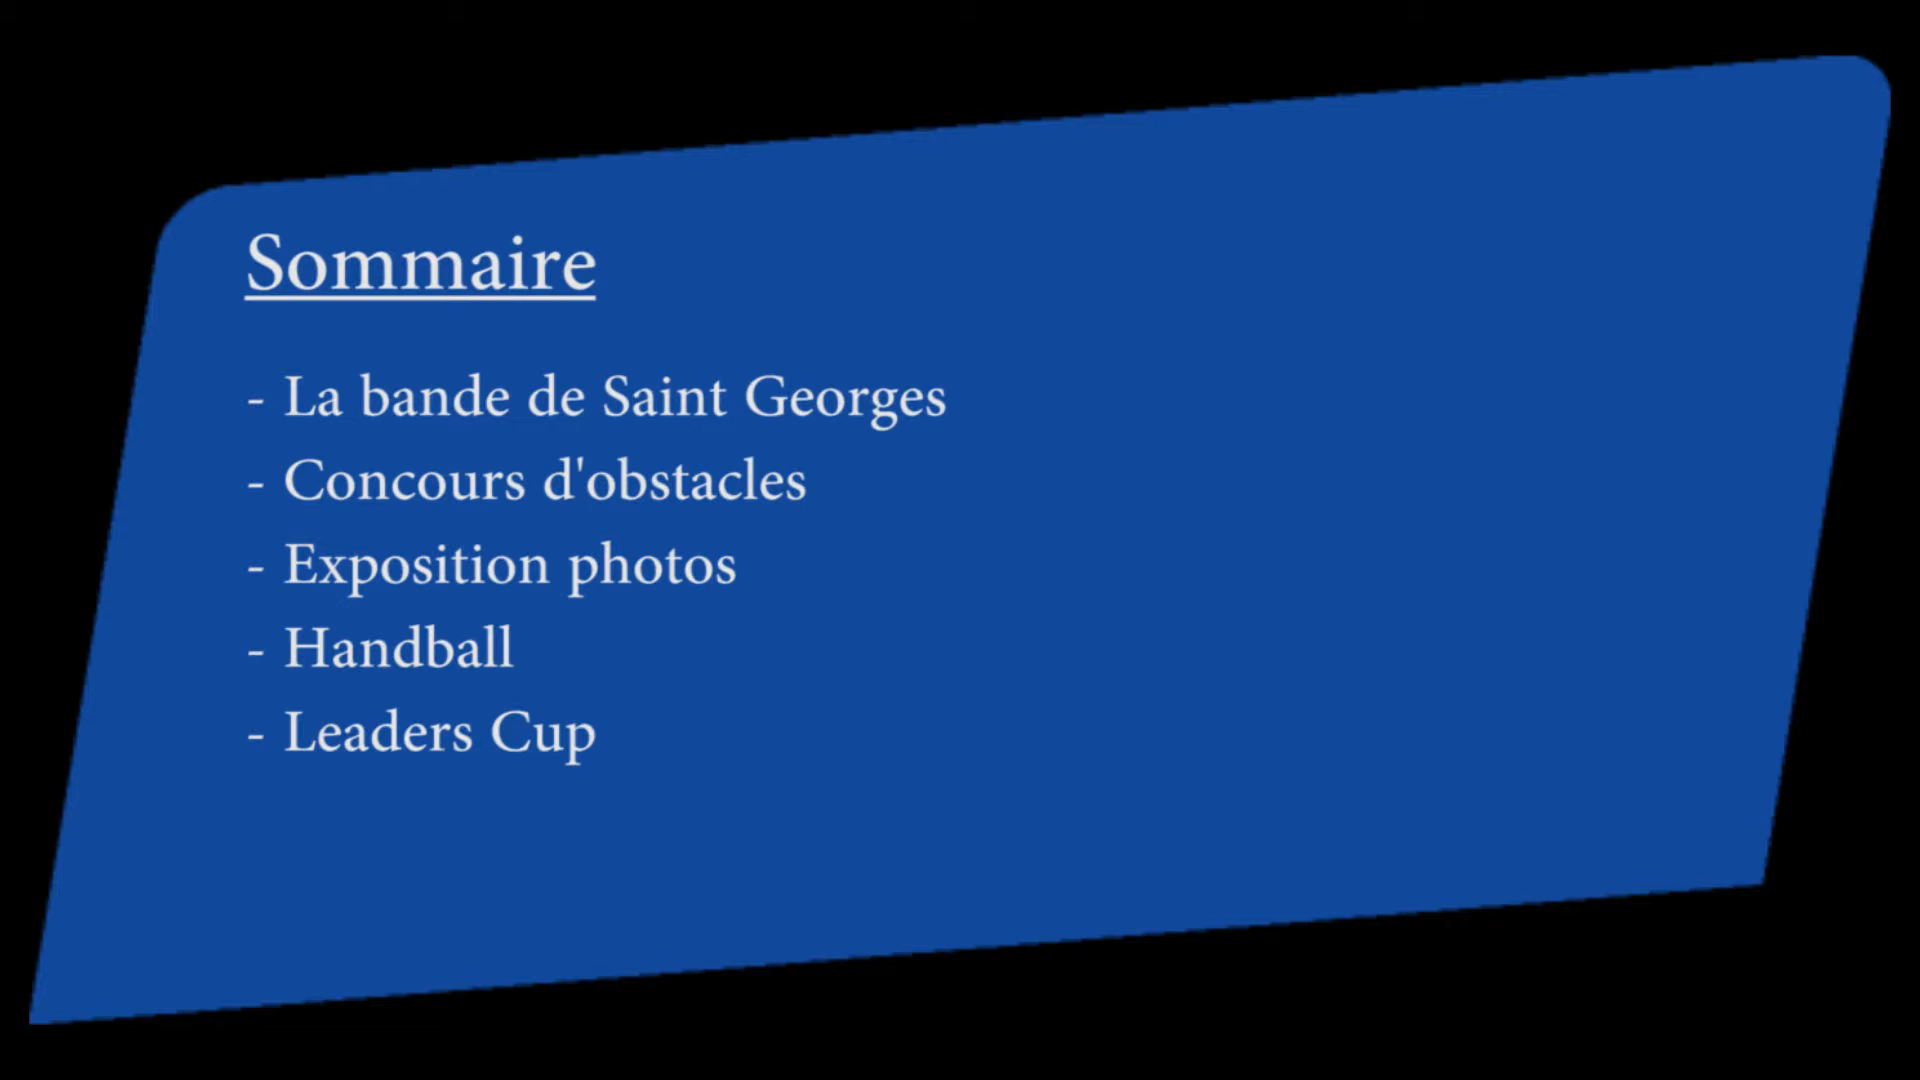 Sommaire
- La bande de Saint Georges
- Concours d'obstacles
- Exposition photos
- Handball
- Leaders Cup